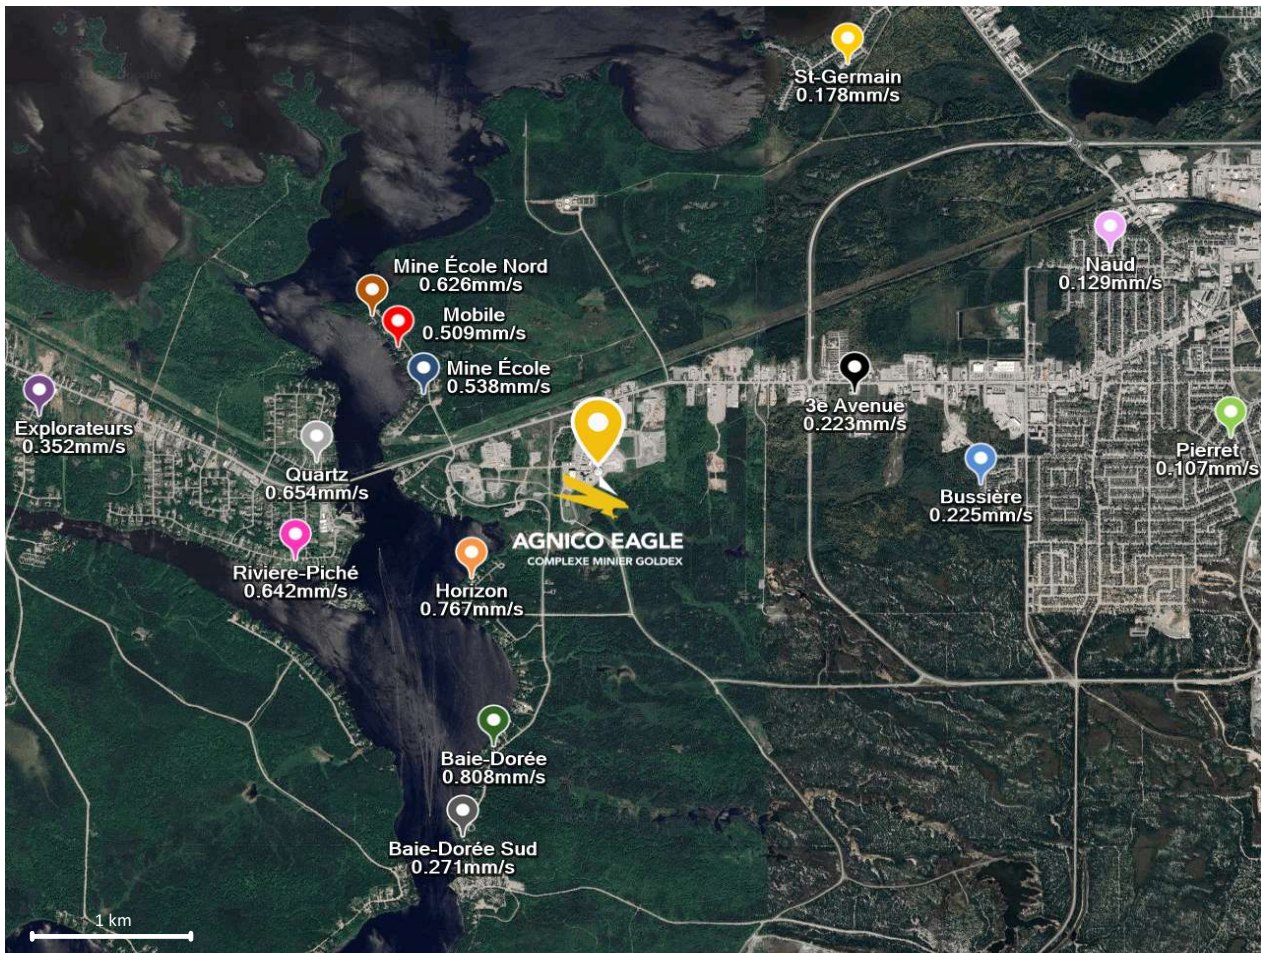 St-Germain
0.178mm/s
Naud
0.129mm/s
Mine École Nord
0.626mm/s
Mobile
0.509mm/s
Mine École
0.538mm/s
Explorateurs
0.352mm/s
3e Avenue
0.223mm/s
Pierret
0.107mm/s
Quartz
0.654mm/s
Bussière
0.225mm/s
AGNICO EAGLE
COMPLEXE MINIER GOLDEX
Riviere-Piché
0.642mm/s
Horizon
0.767mm/s
Baie-Dorée
0.808mm/s
Baie-Dorée Sud
0.271mm/s
1 km